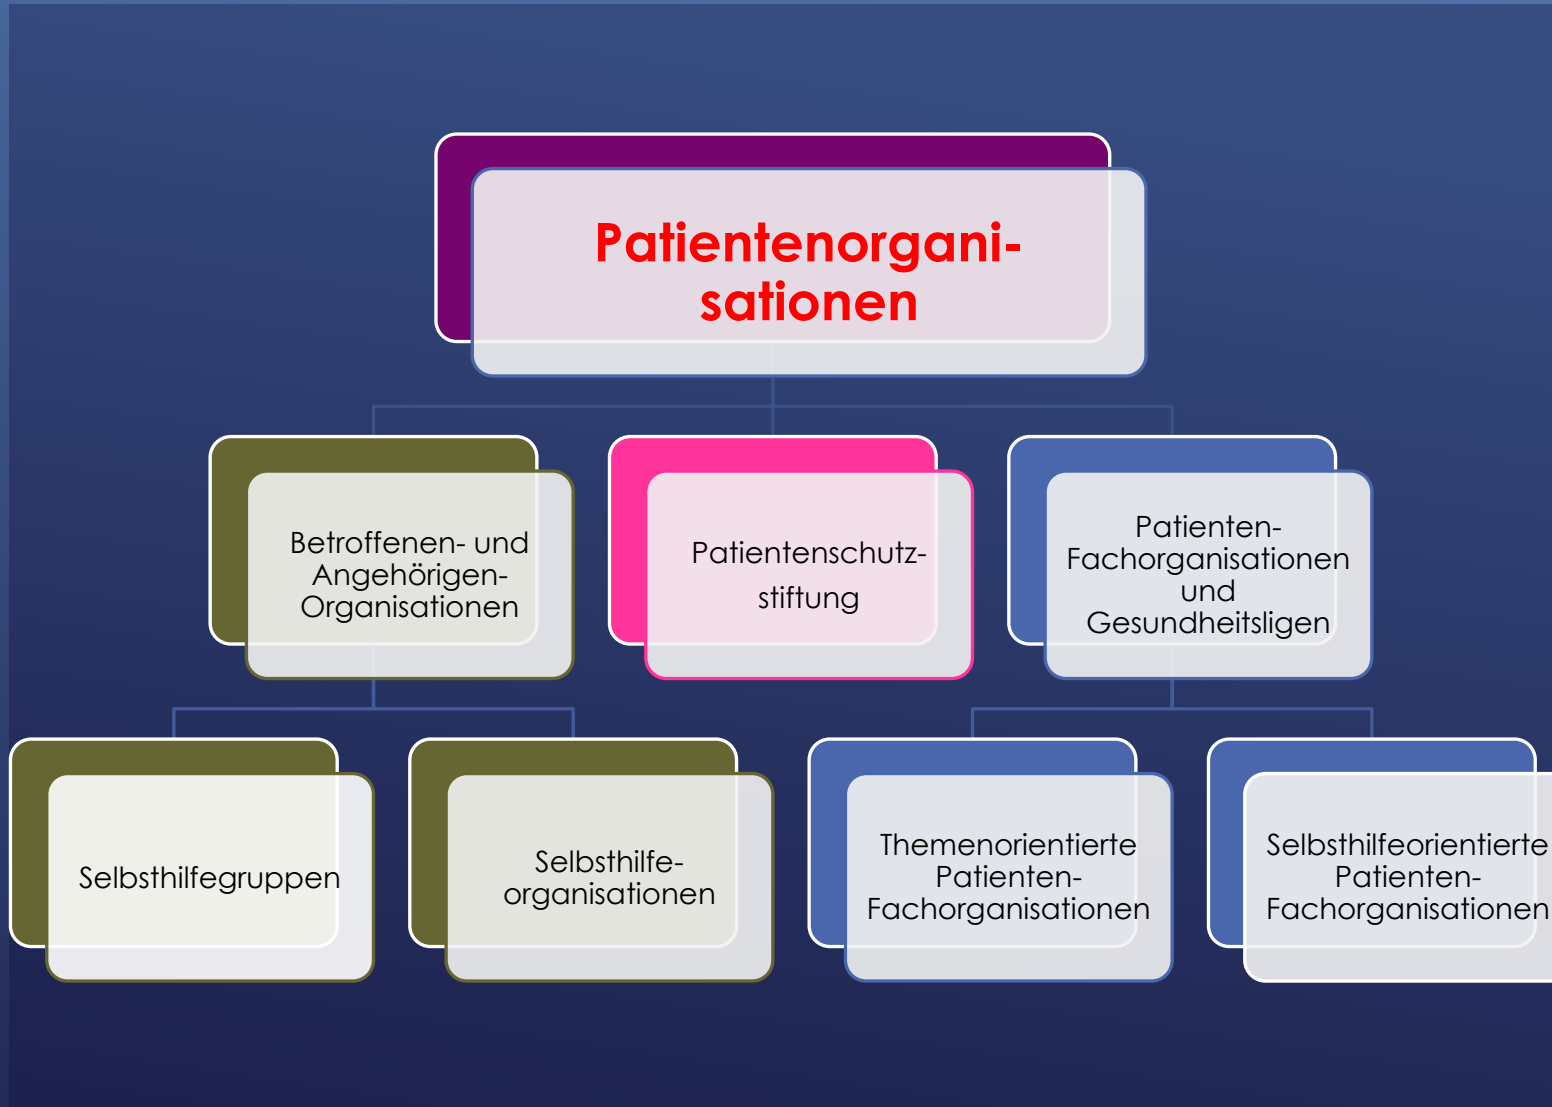 Patientenorgani-
sationen
Betroffenen- und
Angehörigen-
Organisationen
Patientenschutz-
stiftung
Patienten-
Fachorganisationen
und
Gesundheitsligen
Selbsthilfegruppen
Selbsthilfe-
organisationen
Themenorientierte
Patienten-
Fachorganisationen
Selbsthilfeorientierte
Patienten-
Fachorganisationen